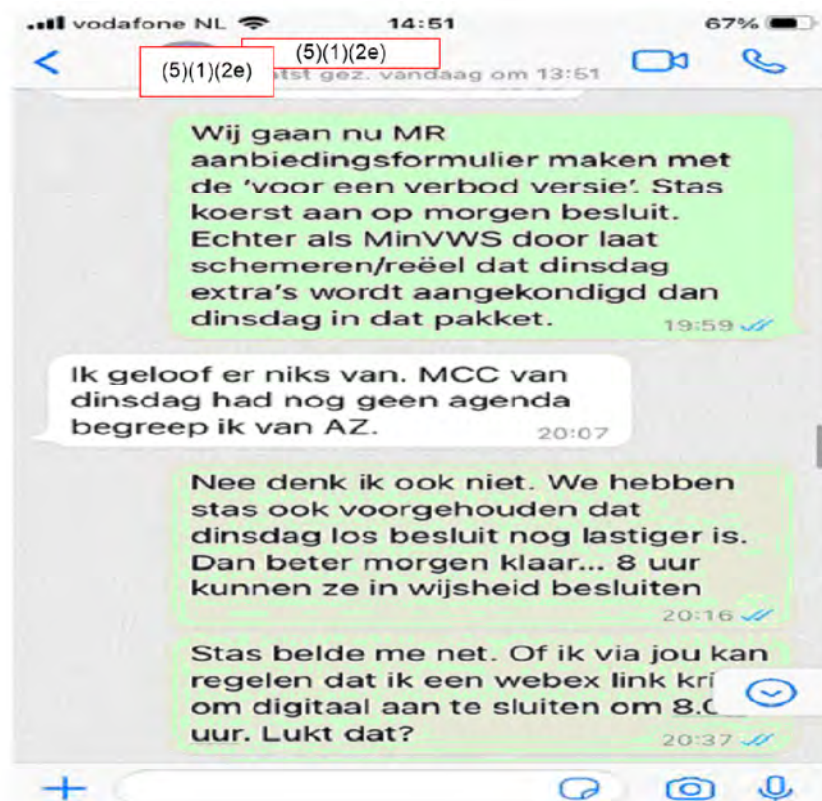 vodafone NL 14:51 67%
(5)(1)(2e) (5)(1)(2e)
gez. vandaag om 13:51
Wij gaan nu MR
aanbiedingsformulier maken met
de ‘voor een verbod versie’. Stas
koerst aan op morgen besluit.
Echter als MinVWS door laat
schemeren/reëel dat dinsdag
extra’s wordt aangekondigd dan
dinsdag in dat pakket. 19:59
Ik geloof er niks van. MCC van
dinsdag had nog geen agenda
begreep ik van AZ. 20:07
Nee denk ik ook niet. We hebben
stas ook voorgehouden dat
dinsdag los besluit nog lastiger is.
Dan beter morgen klaar... 8 uur
kunnen ze in wijsheid besluiten
20:16
Stas belde me net. Of ik via jou kan
regelen dat ik een webex link
om digitaal aan te sluiten om
uur. Lukt dat? 20:37